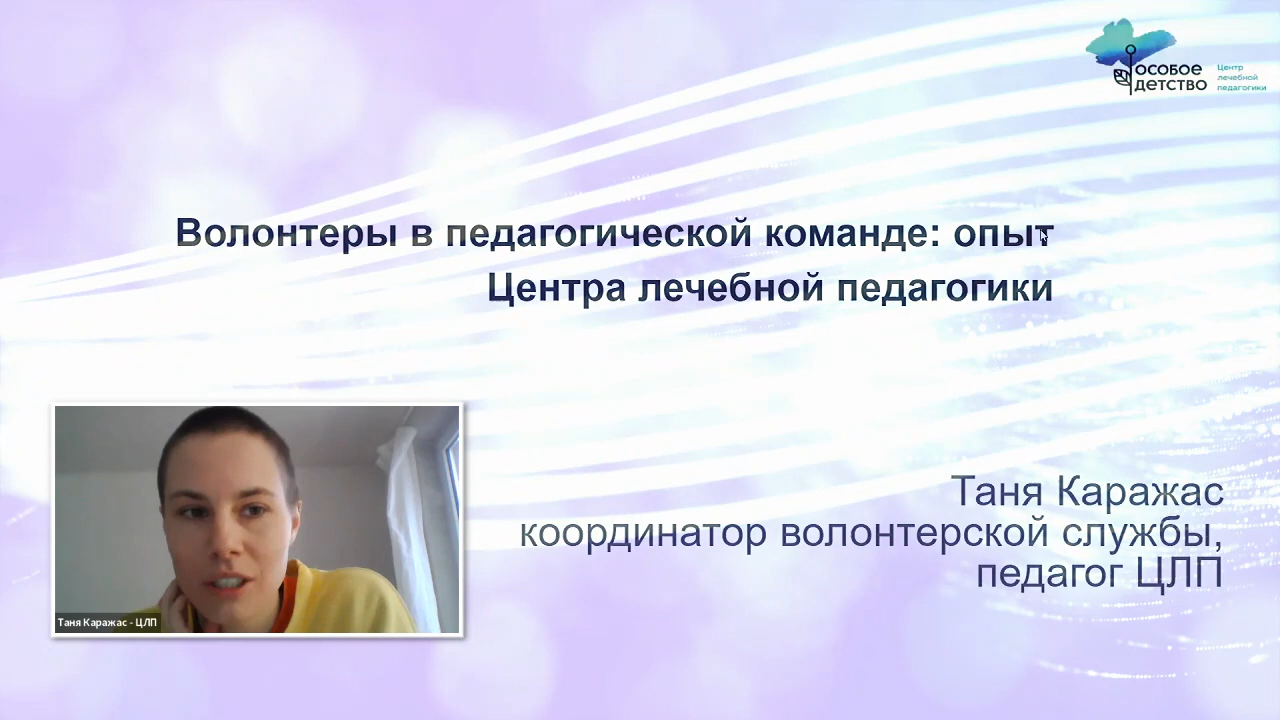 особое
детство
Центр
лечебной
педагогики
Волонтеры в педагогической команде: опыт
Центра лечебной педагогики
Таня Каражас
координатор волонтерской службы,
педагог ЦЛП
Таня Каражас - ЦЛП